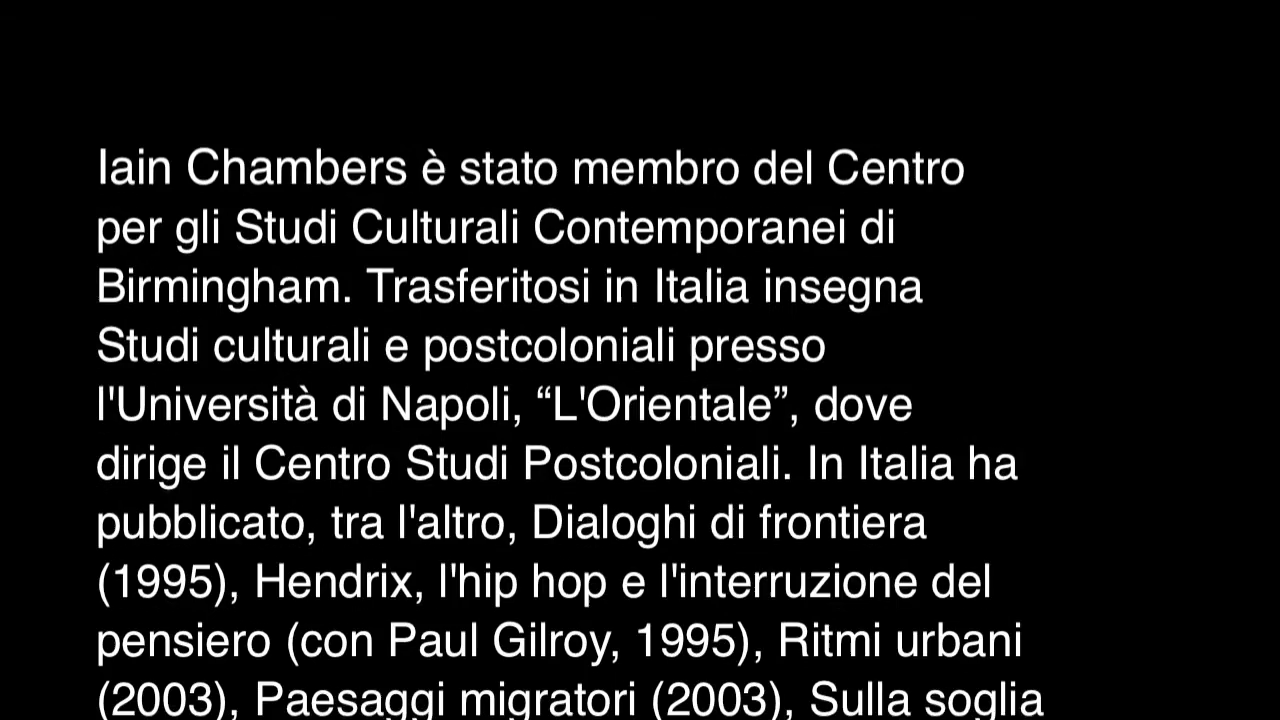 Iain Chambers è stato membro del Centro
per gli Studi Culturali Contemporanei di
Birmingham. Trasferitosi in Italia insegna
Studi culturali e postcoloniali presso
l'Università di Napoli, “L'Orientale”, dove
dirige il Centro Studi Postcoloniali. In Italia ha
pubblicato, tra l'altro, Dialoghi di frontiera
(1995), Hendrix, l'hip hop e l'interruzione del
pensiero (con Paul Gilroy, 1995), Ritmi urbani
(2003), Paesaggi migratori (2003), Sulla soglia